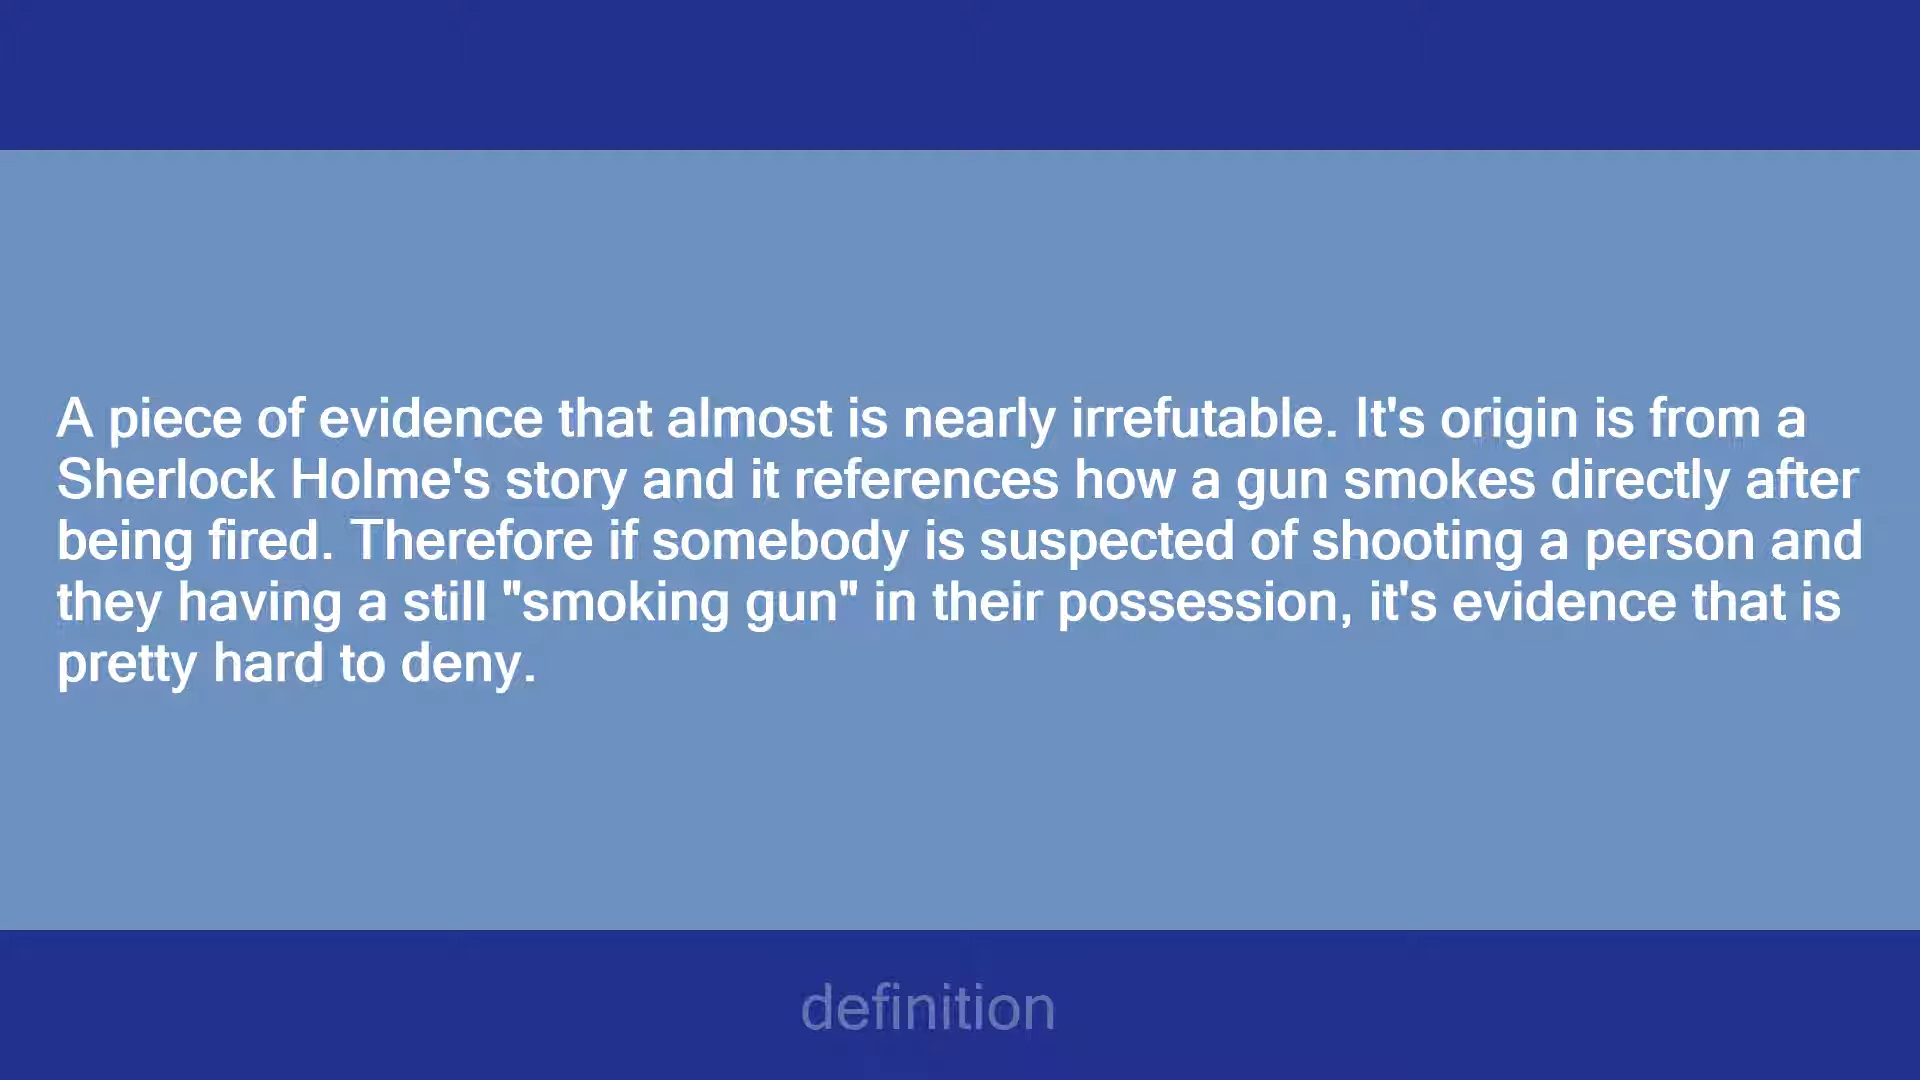 A piece of evidence that almost is nearly irrefutable. It's origin is from a
Sherlock Holme's story and it references how a gun smokes directly after
being fired. Therefore if somebody is suspected of shooting a person and
they having a still "smoking gun" in their possession, it's evidence that is
pretty hard to deny.
definition